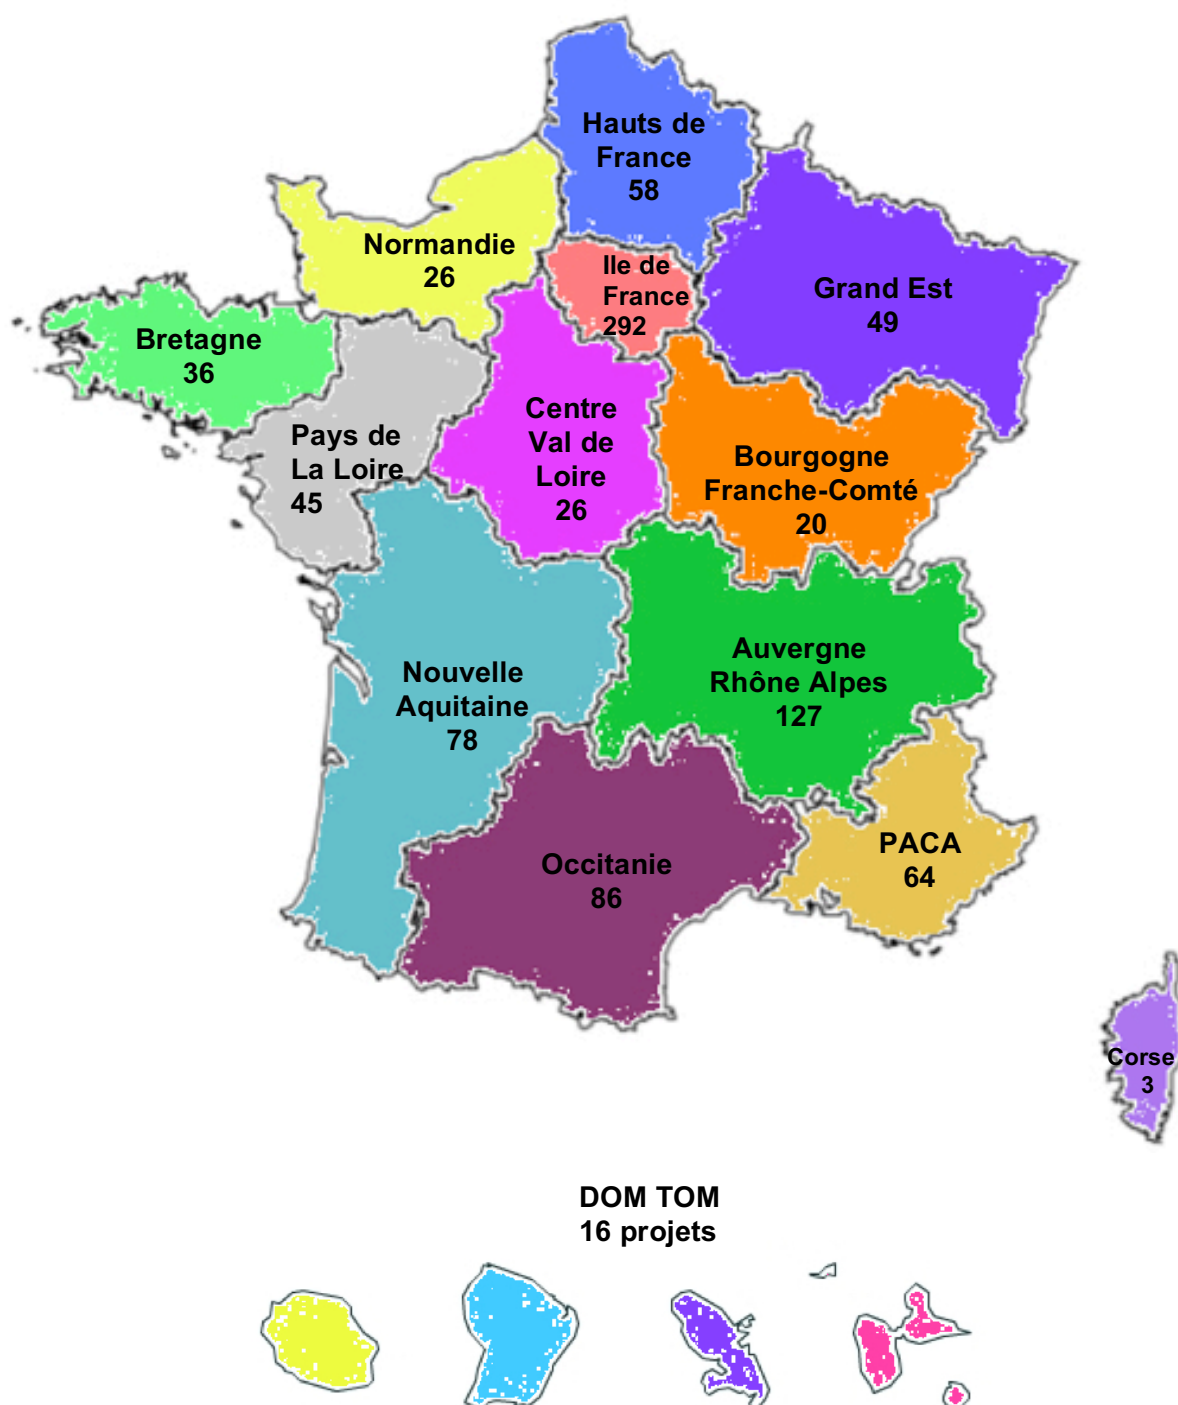 Hauts de
France
58
Normandie
26
Ile de
France
292
Grand Est
49
Bretagne
36
Pays de
La Loire
45
Centre
Val de
Loire
26
Bourgogne
Franche-Comté
20
Nouvelle
Aquitaine
78
Auvergne
Rhône Alpes
127
Occitanie
86
PACA
64
Corse
3
DOM TOM
16 projets